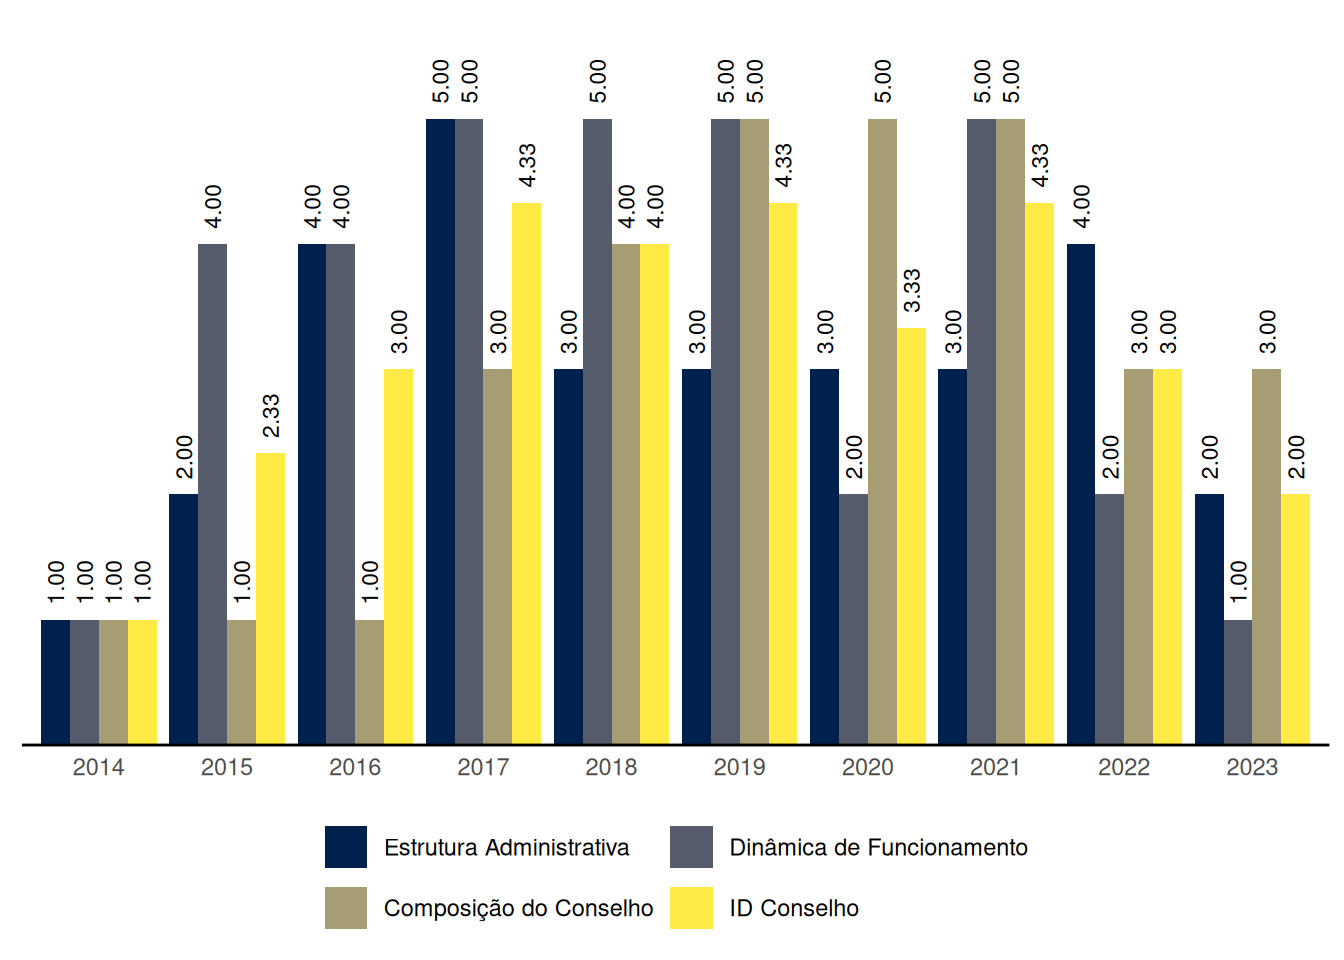 1.00 1.00 1.00 1.00
2.00 4.00 1.00 2.33
4.00 4.00 1.00 3.00
5.00 5.00 3.00 4.33
3.00 5.00 4.00 4.00
3.00 5.00 5.00 4.33
3.00 2.00 5.00 3.33
3.00 5.00 5.00 4.33
4.00 2.00 3.00 3.00
2.00 1.00 3.00 2.00
2014 2015 2016 2017 2018 2019 2020 2021 2022 2023
Estrutura Administrativa Dinâmica de Funcionamento
Composição do Conselho ID Conselho